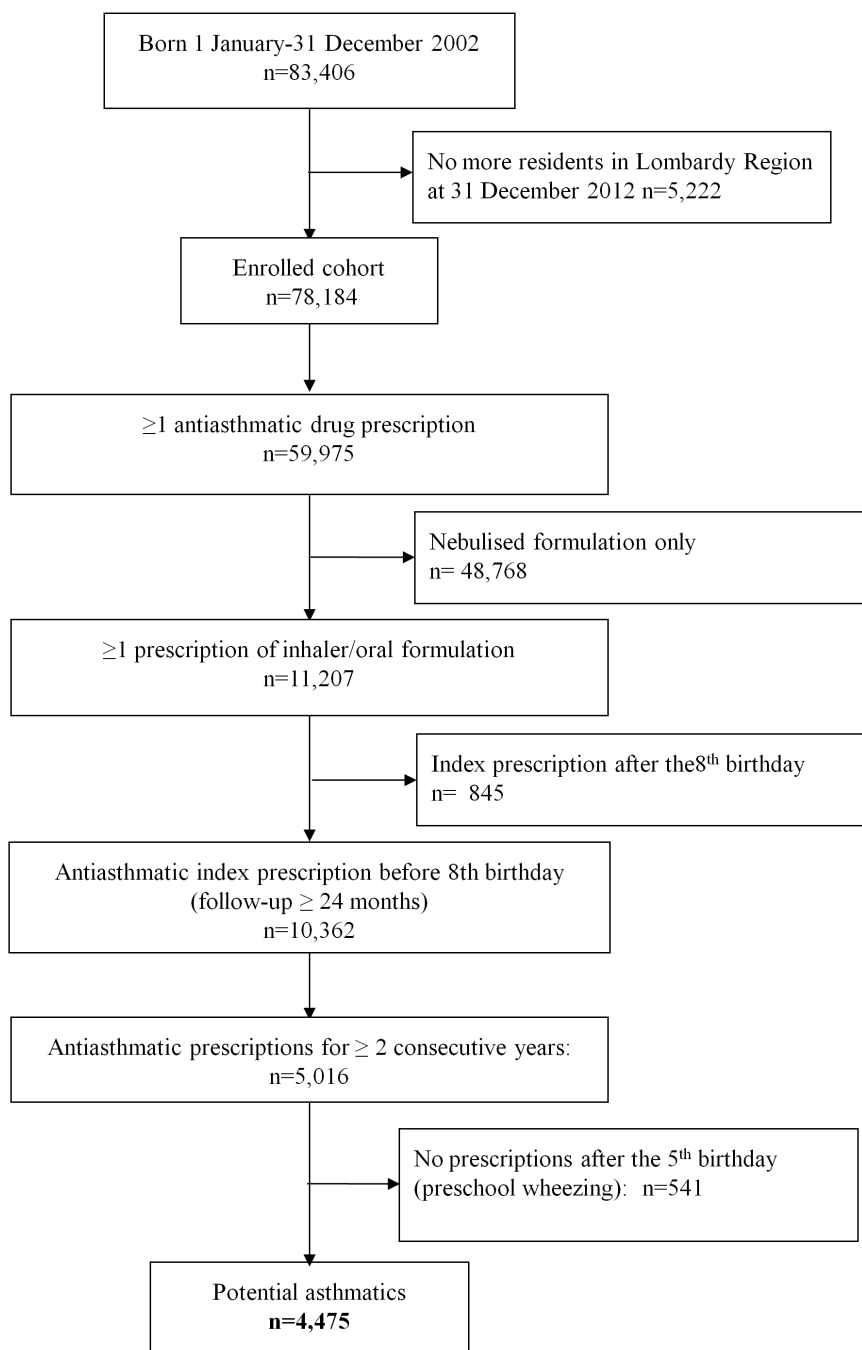 Born 1 January-31 December 2002
n=83,406
No more residents in Lombardy Region
at 31 December 2012 n=5,222
Enrolled cohort
n=78,184
≥1 antiasthmatic drug prescription
n=59,975
Nebulised formulation only
n= 48,768
≥1 prescription of inhaler/oral formulation
n=11,207
Index prescription after the8th birthday
n=  845
Antiasthmatic index prescription before 8th birthday
(follow-up ≥ 24 months)
n=10,362
Antiasthmatic prescriptions for ≥ 2 consecutive years:
n=5,016
No prescriptions after the 5th birthday
(preschool wheezing):  n=541
Potential asthmatics
n=4,475